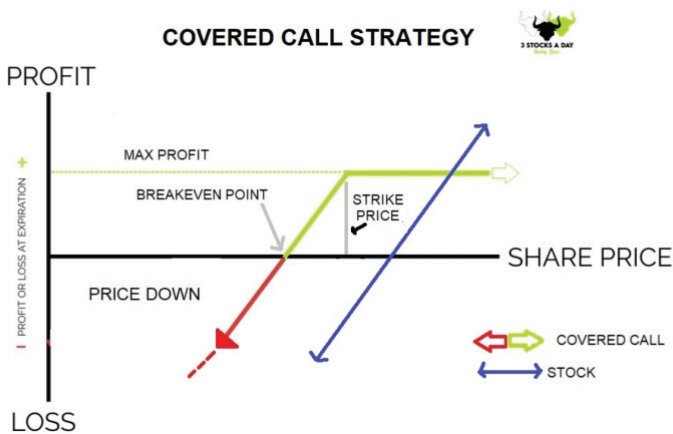 COVERED CALL STRATEGY
3 STOCKS A DAY
PROFIT
MAX PROFIT
BREAKEVEN POINT
STRIKE
PRICE
PROFIT OR LOSS AT EXPIRATION
+
−
SHARE PRICE
PRICE DOWN
COVERED CALL
STOCK
LOSS